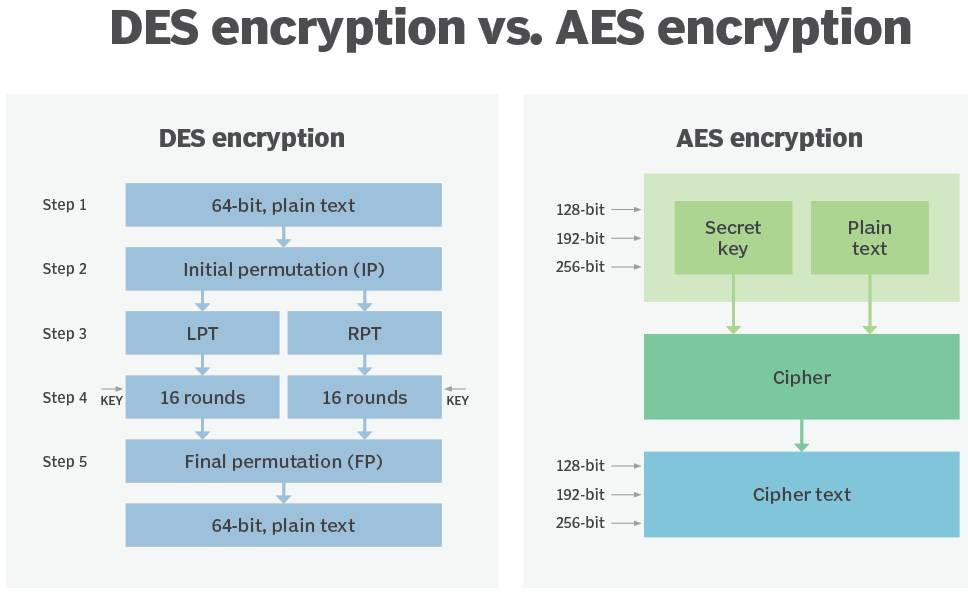 DES encryption vs. AES encryption
DES encryption
Step 1
64-bit, plain text
Step 2
Initial permutation (IP)
Step 3
LPT
RPT
Step 4
KEY
16 rounds
16 rounds
KEY
Step 5
Final permutation (FP)
64-bit, plain text
AES encryption
128-bit
192-bit
256-bit
Secret
key
Plain
text
Cipher
128-bit
192-bit
256-bit
Cipher text